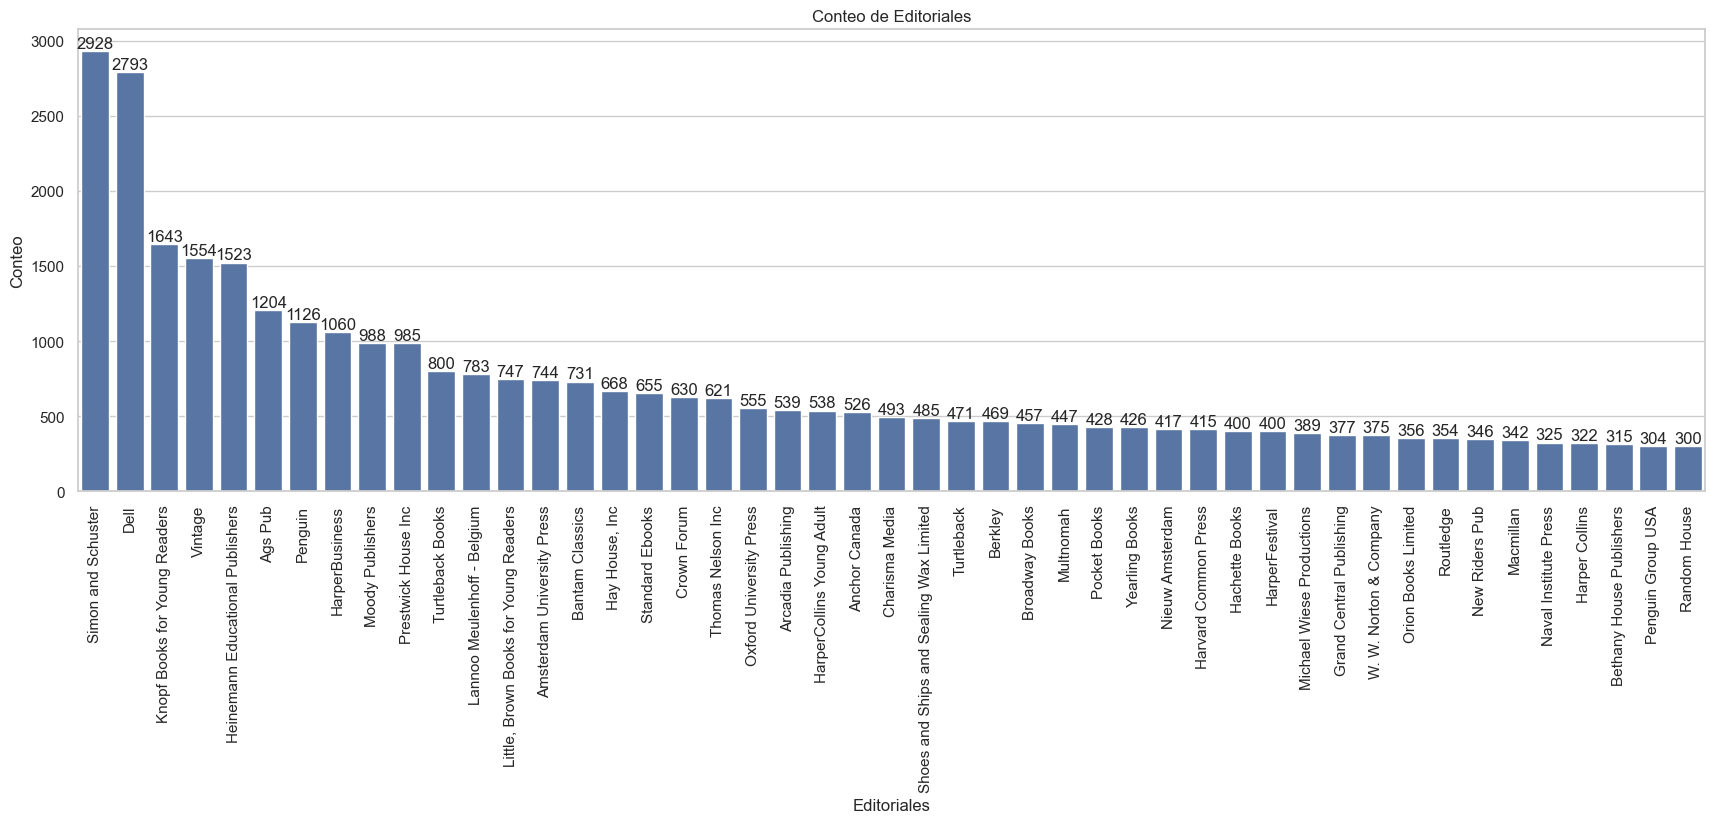 Conteo de Editoriales
Conteo
3000
2500
2000
1500
1000
500
0
2928
2793
1643
1554
1523
1204
1126
1060
988
985
800
783
747
744
731
668
655
630
621
555
539
538
526
493
485
471
469
457
447
428
426
417
415
400
400
389
377
375
356
354
346
342
325
322
315
304
300
Simon and Schuster
Dell
Knopf Books for Young Readers
Vintage
Heinemann Educational Publishers
Ags Pub
Penguin
HarperBusiness
Moody Publishers
Prestwick House Inc
Turtleback Books
Lannoo Meulenhoff - Belgium
Little, Brown Books for Young Readers
Amsterdam University Press
Bantam Classics
Hay House, Inc
Standard Ebooks
Crown Forum
Thomas Nelson Inc
Oxford University Press
Arcadia Publishing
HarperCollins Young Adult
Anchor Canada
Charisma Media
Shoes and Ships and Sealing Wax Limited
Turtleback
Berkley
Broadway Books
Multnomah
Pocket Books
Yearling Books
Nieuw Amsterdam
Harvard Common Press
Hachette Books
HarperFestival
Michael Wiese Productions
Grand Central Publishing
W. W. Norton & Company
Orion Books Limited
Routledge
New Riders Pub
Macmillan
Naval Institute Press
Harper Collins
Bethany House Publishers
Penguin Group USA
Random House
Editoriales